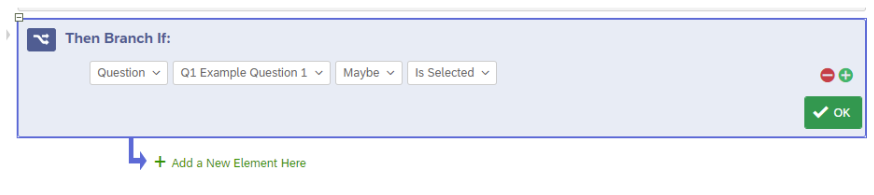 Then Branch If:
Question Q1 Example Question 1 Maybe Is Selected
OK
Add a New Element Here